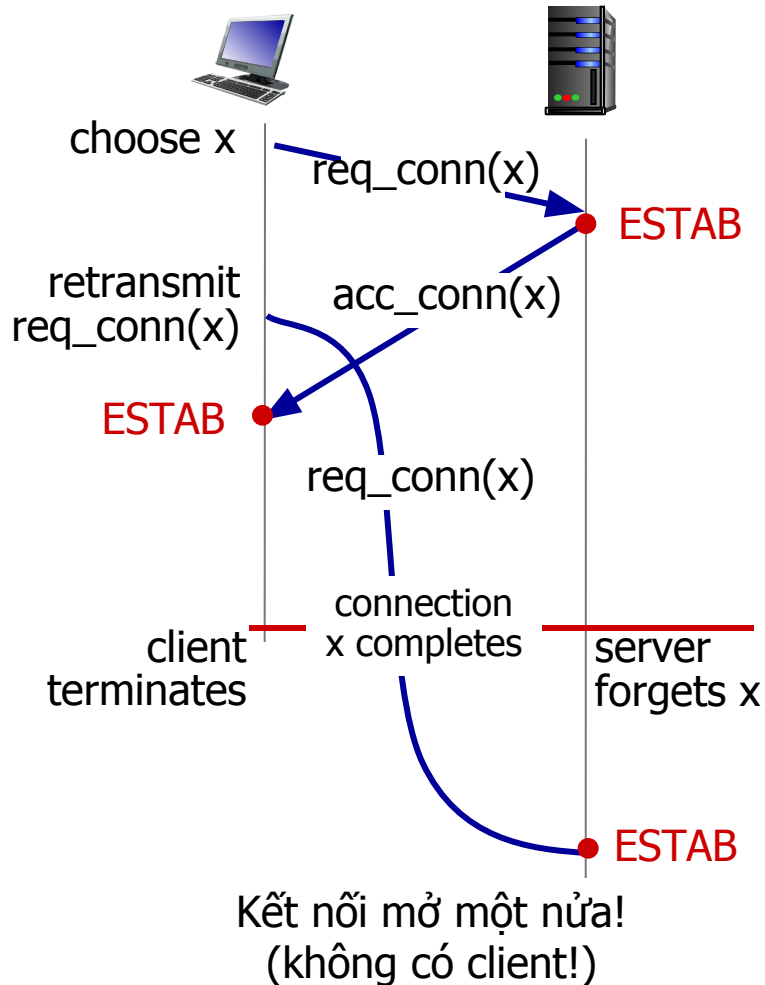 choose x
req_conn(x)
ESTAB
retransmit
req_conn(x)
acc_conn(x)
ESTAB
req_conn(x)
connection
x completes
client
terminates
server
forgets x
ESTAB
Kết nối mở một nửa!
(không có client!)